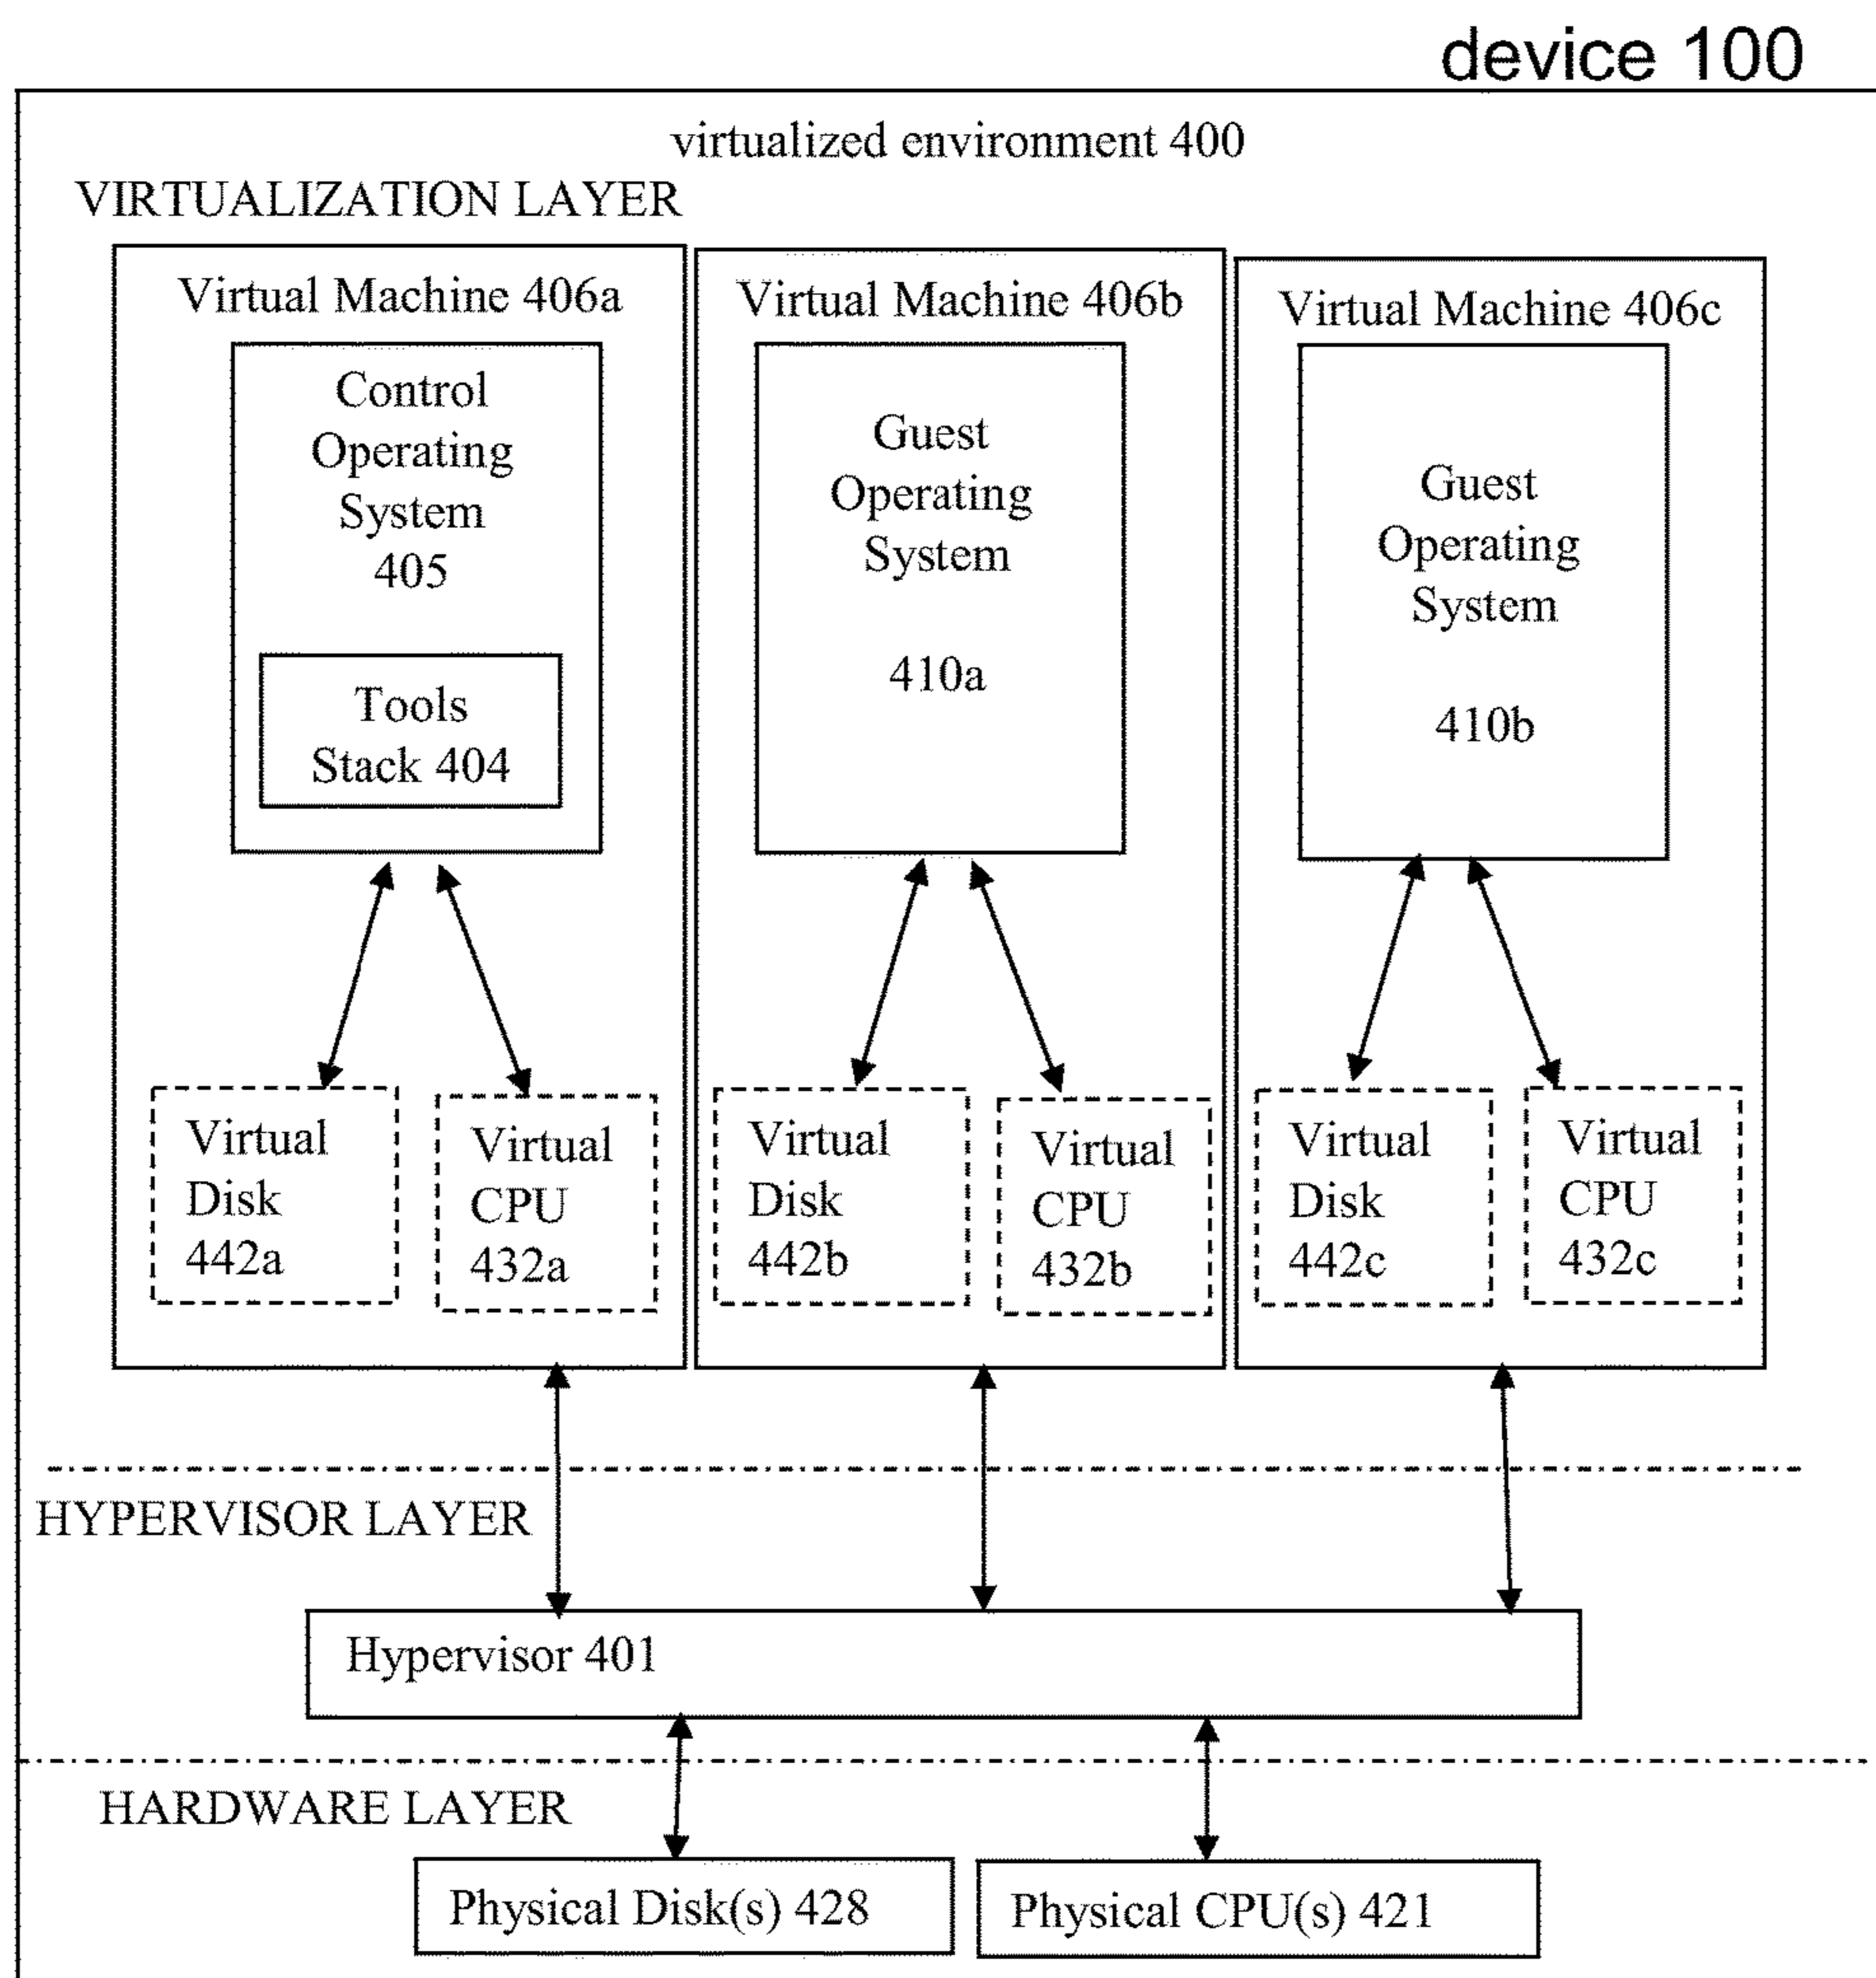 device 100
virtualized environment 400
VIRTUALIZATION LAYER
Virtual Machine 406a
Control
Operating
System
405
Tools
Stack 404
Virtual
Disk
442a
Virtual
CPU
432a
Virtual Machine 406b
Guest
Operating
System
410a
Virtual
Disk
442b
Virtual
CPU
432b
Virtual Machine 406c
Guest
Operating
System
410b
Virtual
Disk
442c
Virtual
CPU
432c
HYPERVISOR LAYER
Hypervisor 401
HARDWARE LAYER
Physical Disk(s) 428
Physical CPU(s) 421